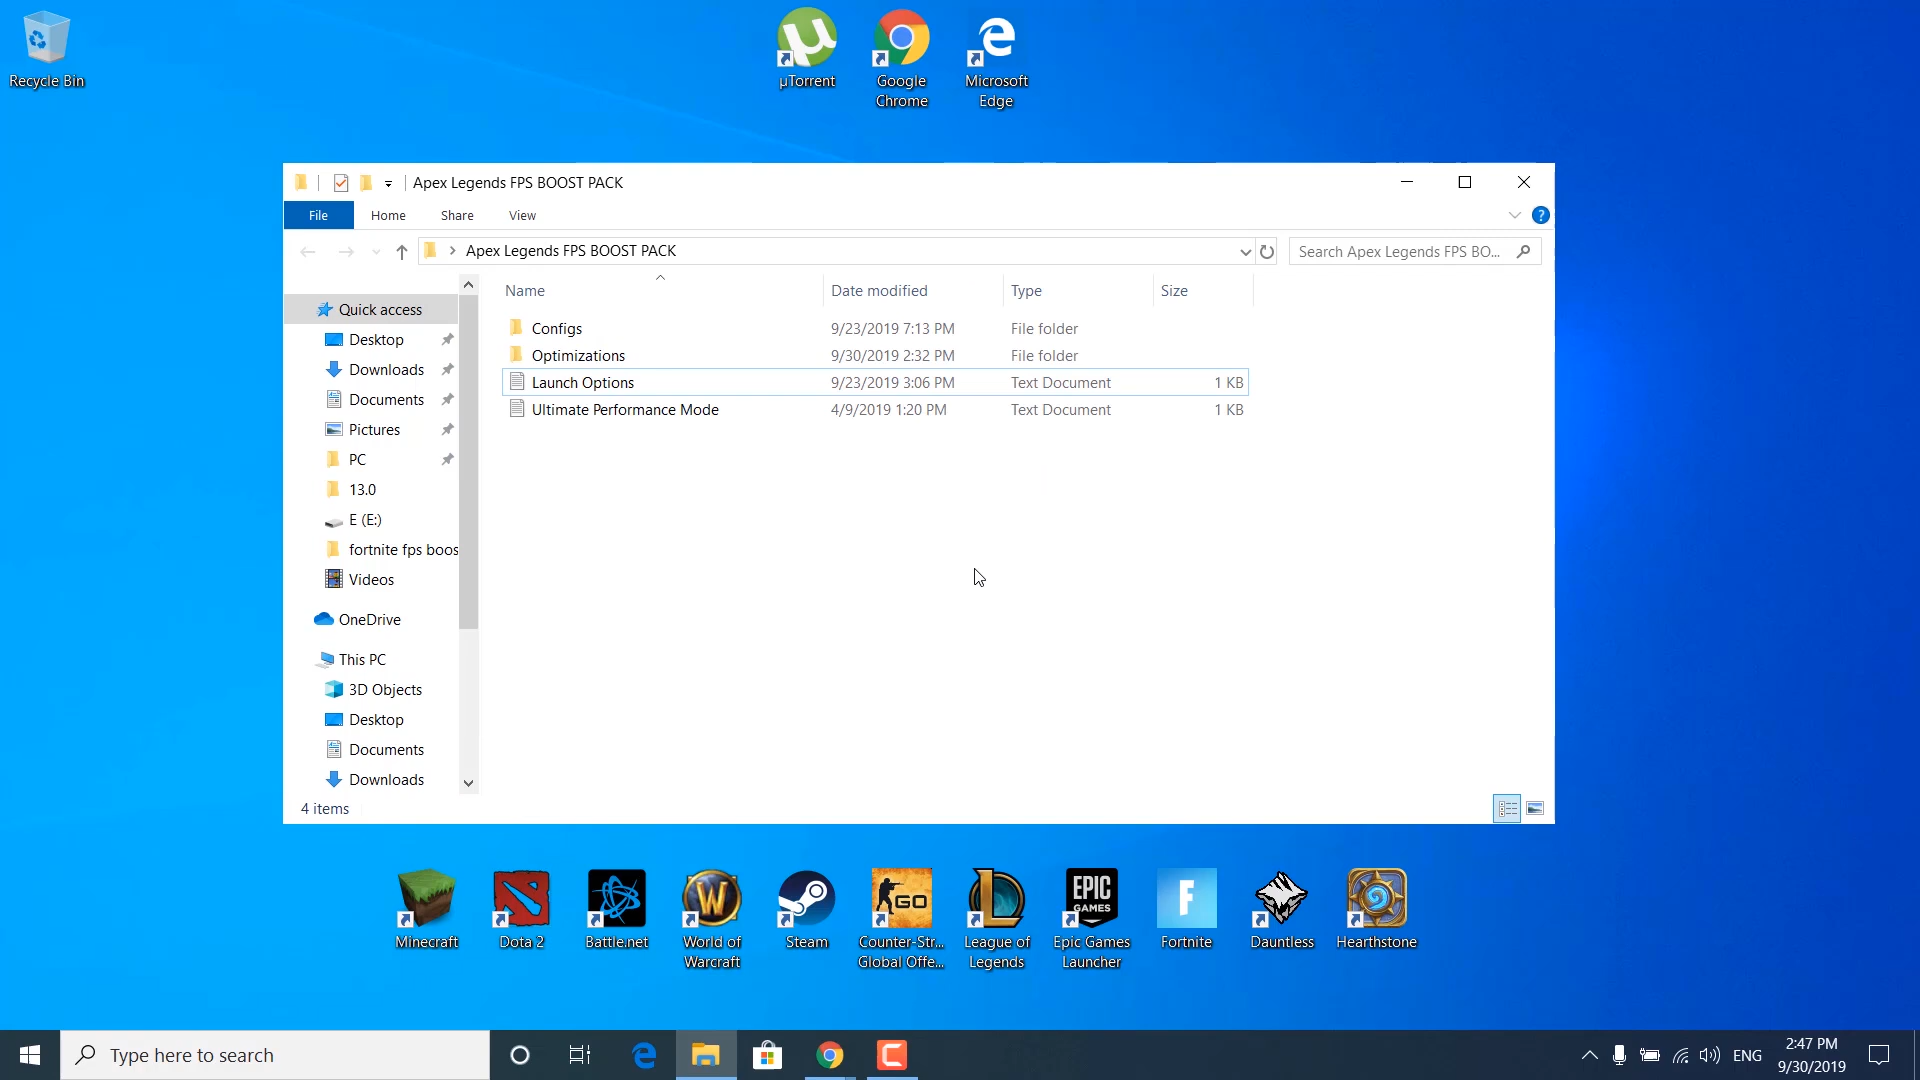 Recycle Bin
µTorrent
Google
Chrome
Microsoft
Edge
Apex Legends FPS BOOST PACK
File
Home
Share
View
?
Apex Legends FPS BOOST PACK
Search Apex Legends FPS BO...
Name
Date modified
Type
Size
Quick access
Desktop
Downloads
Documents
Pictures
PC
13.0
E (E:)
fortnite fps boos
Videos
OneDrive
This PC
3D Objects
Desktop
Documents
Downloads
Configs 9/23/2019 7:13 PM File folder
Optimizations 9/30/2019 2:32 PM File folder
Launch Options 9/23/2019 3:06 PM Text Document 1 KB
Ultimate Performance Mode 4/9/2019 1:20 PM Text Document 1 KB
4 items
W
GO
EPIC
GAMES
F
Minecraft
Dota 2
Battle.net
World of
Warcraft
Steam
Counter-Str...
Global Offe...
League of
Legends
Epic Games
Launcher
Fortnite
Dauntless
Hearthstone
Type here to search
ENG
2:47 PM
9/30/2019